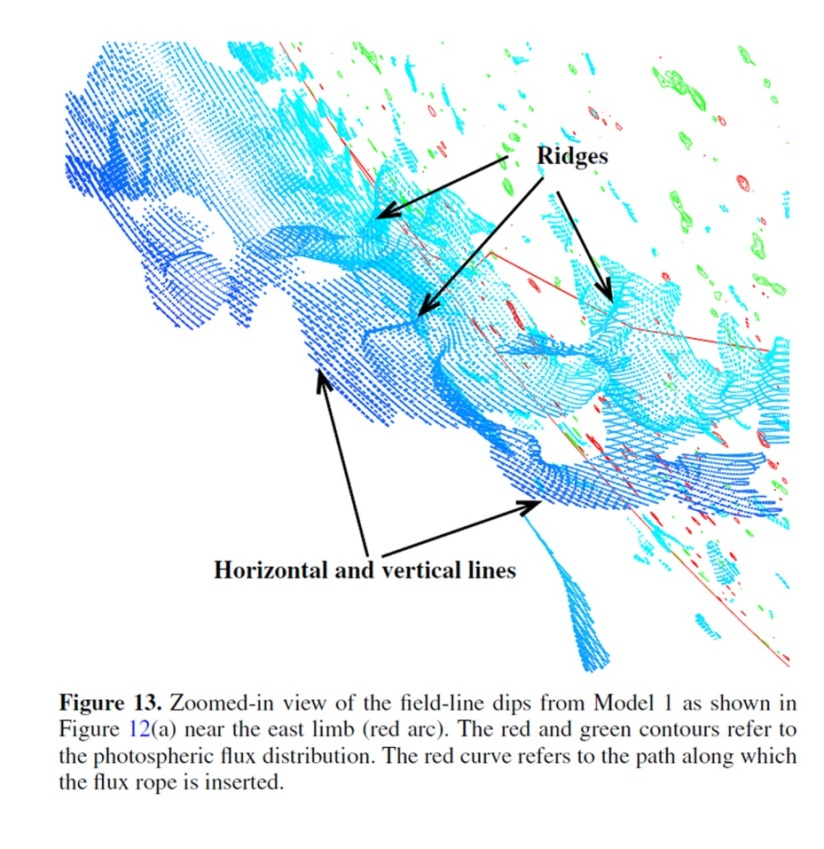 Ridges
Horizontal and vertical lines
Figure 13. Zoomed-in view of the field-line dips from Model 1 as shown in
Figure 12(a) near the east limb (red arc). The red and green contours refer to
the photospheric flux distribution. The red curve refers to the path along which
the flux rope is inserted.